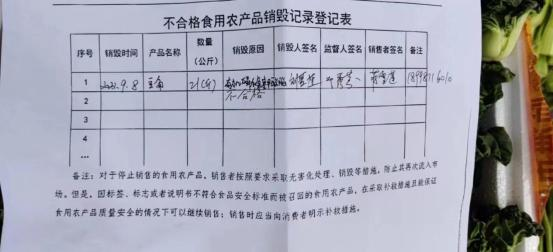 不合格食用农产品销毁记录登记表
序号 销毁时间 产品名称 数量（公斤） 销毁原因 销毁人签名 监督人签名 销售者签名 备注
1 9.8 豆角 21(斤) 不合格
2
3
4
...
备注：对于停止销售的食用农产品，销售者按照要求采取无害化处理、销毁等措施，防止其再次流入市
场。但是，因标签、标志或者说明书不符合食品安全标准而被召回的食用农产品，在采取补救措施且能保证
食用农产品质量安全的情况下可以继续销售；销售时应当向消费者明示补救措施。